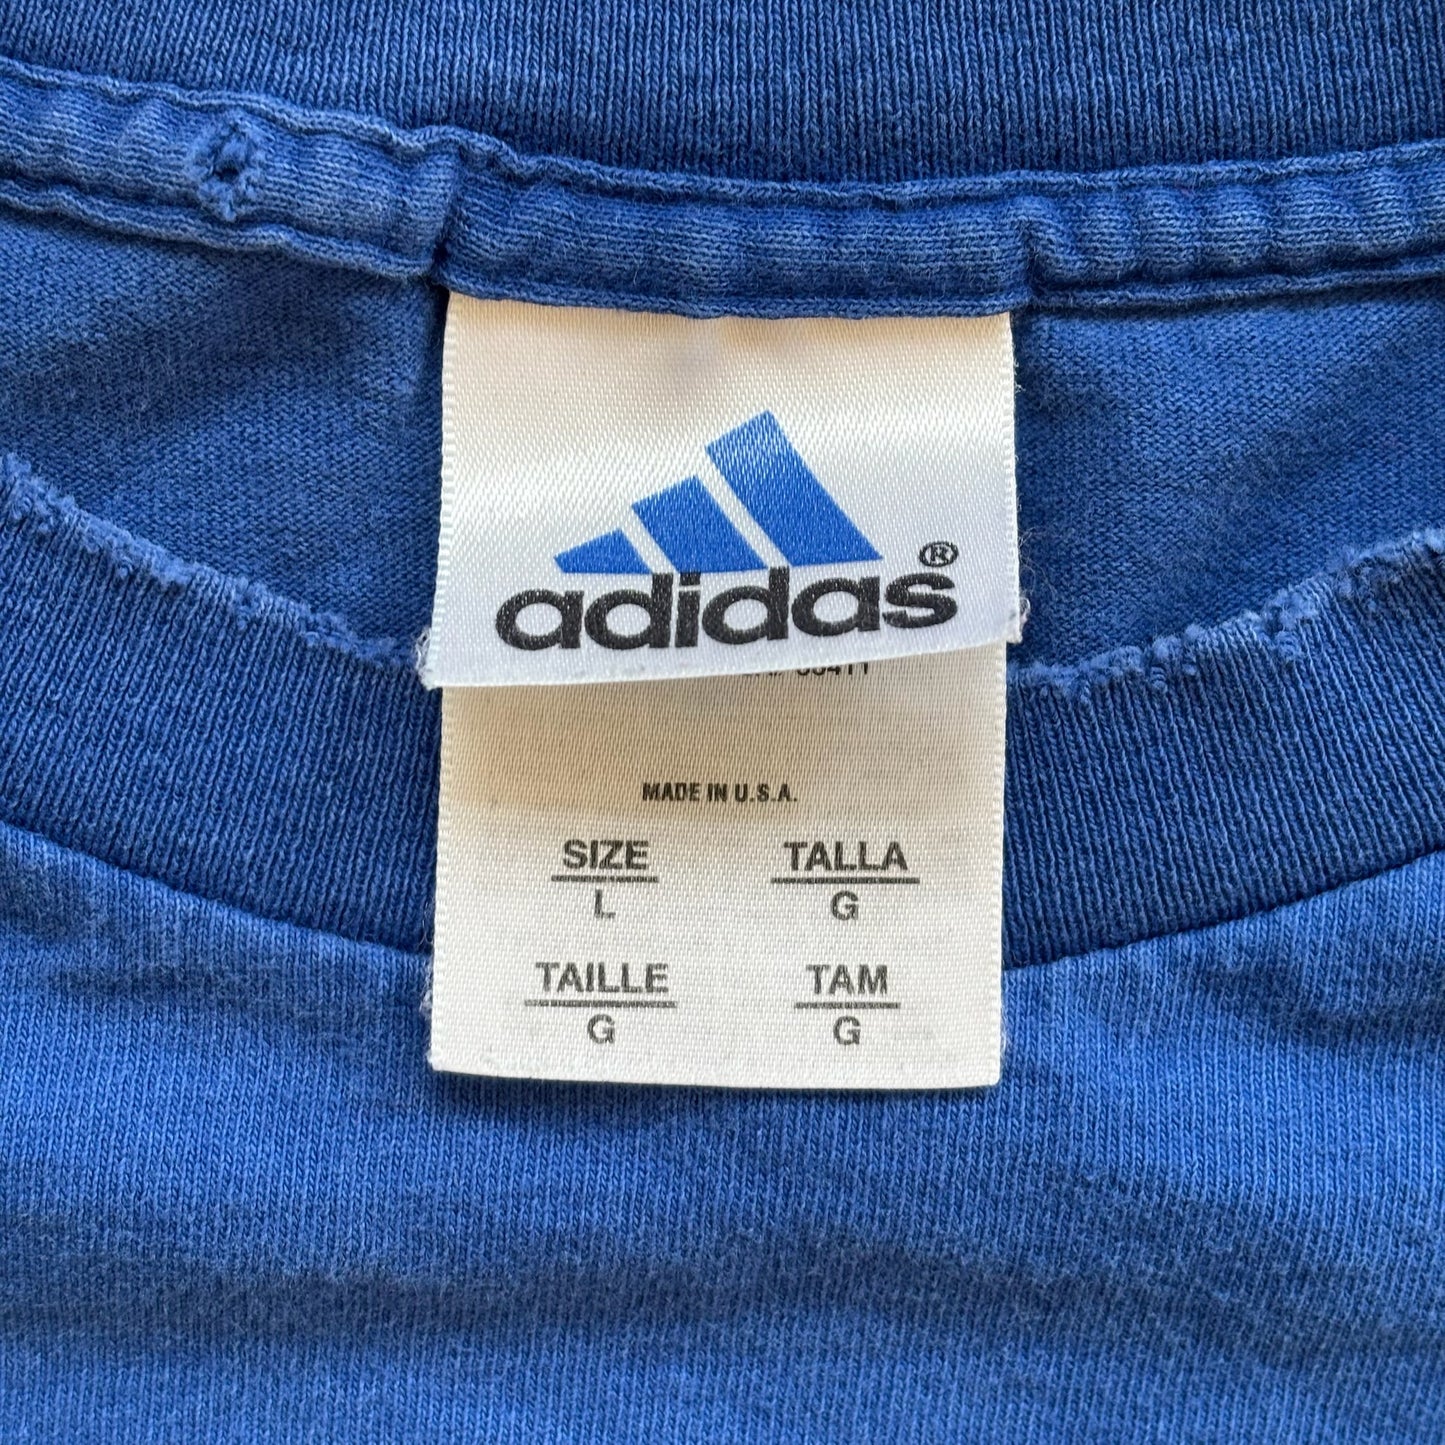 adidas®
MADE IN U.S.A.
SIZE TALLA
L G
TAILLE TAM
G G